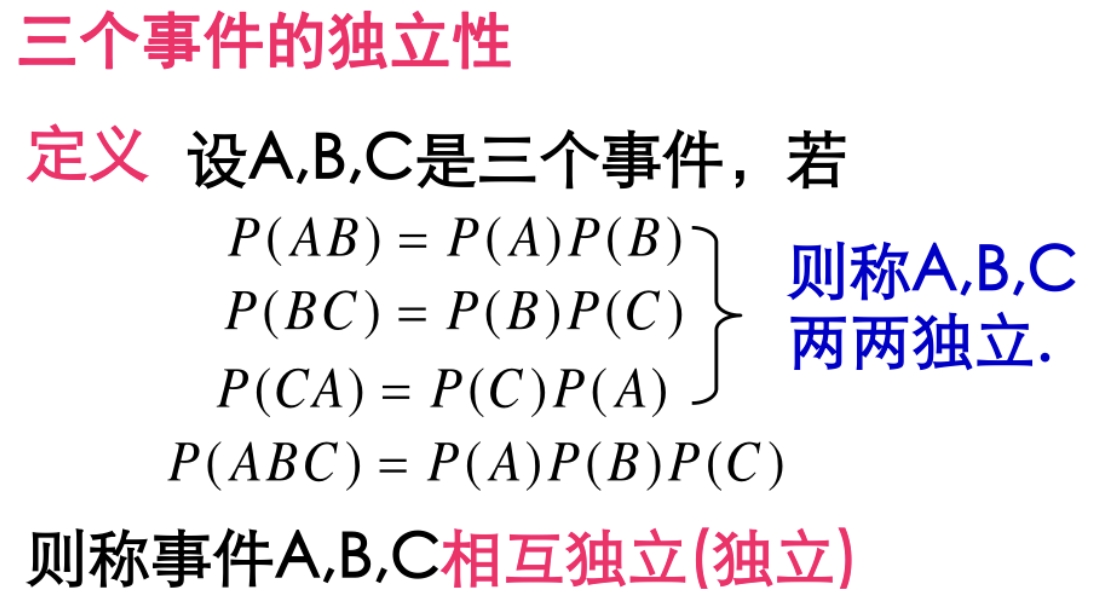 三个事件的独立性
定义 设A,B,C是三个事件，若
P(AB) = P(A)P(B)
P(BC) = P(B)P(C)
P(CA) = P(C)P(A)
则称A,B,C
两两独立.
P(ABC) = P(A)P(B)P(C)
则称事件A,B,C相互独立(独立)